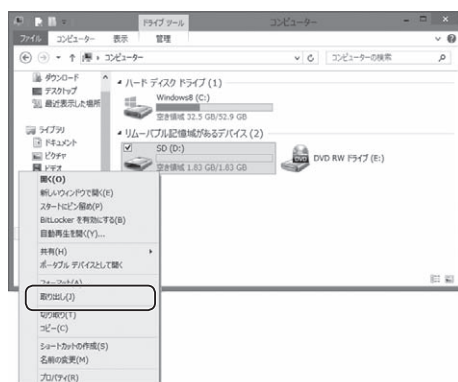 ドライブ ツール
コンピューター
ファイル コンピューター 表示 管理
コンピューター
コンピューターの検索
ダウンロード
デスクトップ
最近表示した場所
ライブラリ
ドキュメント
ピクチャ
ビデオ
ハード ディスク ドライブ (1)
Windows8 (C:)
空き領域 32.5 GB/52.9 GB
リムーバブル記憶域があるデバイス (2)
SD (D:)
空き領域 1.83 GB/1.83 GB
DVD RW ドライブ (E:)
開く(O)
新しいウィンドウで開く(E)
スタートにピン留め(P)
BitLocker を有効にする(B)
自動再生を開く(Y)...
共有(H)
ポータブル デバイスとして開く
フォーマット(A)...
取り出し(J)
切り取り(T)
コピー(C)
ショートカットの作成(S)
名前の変更(M)
プロパティ(R)